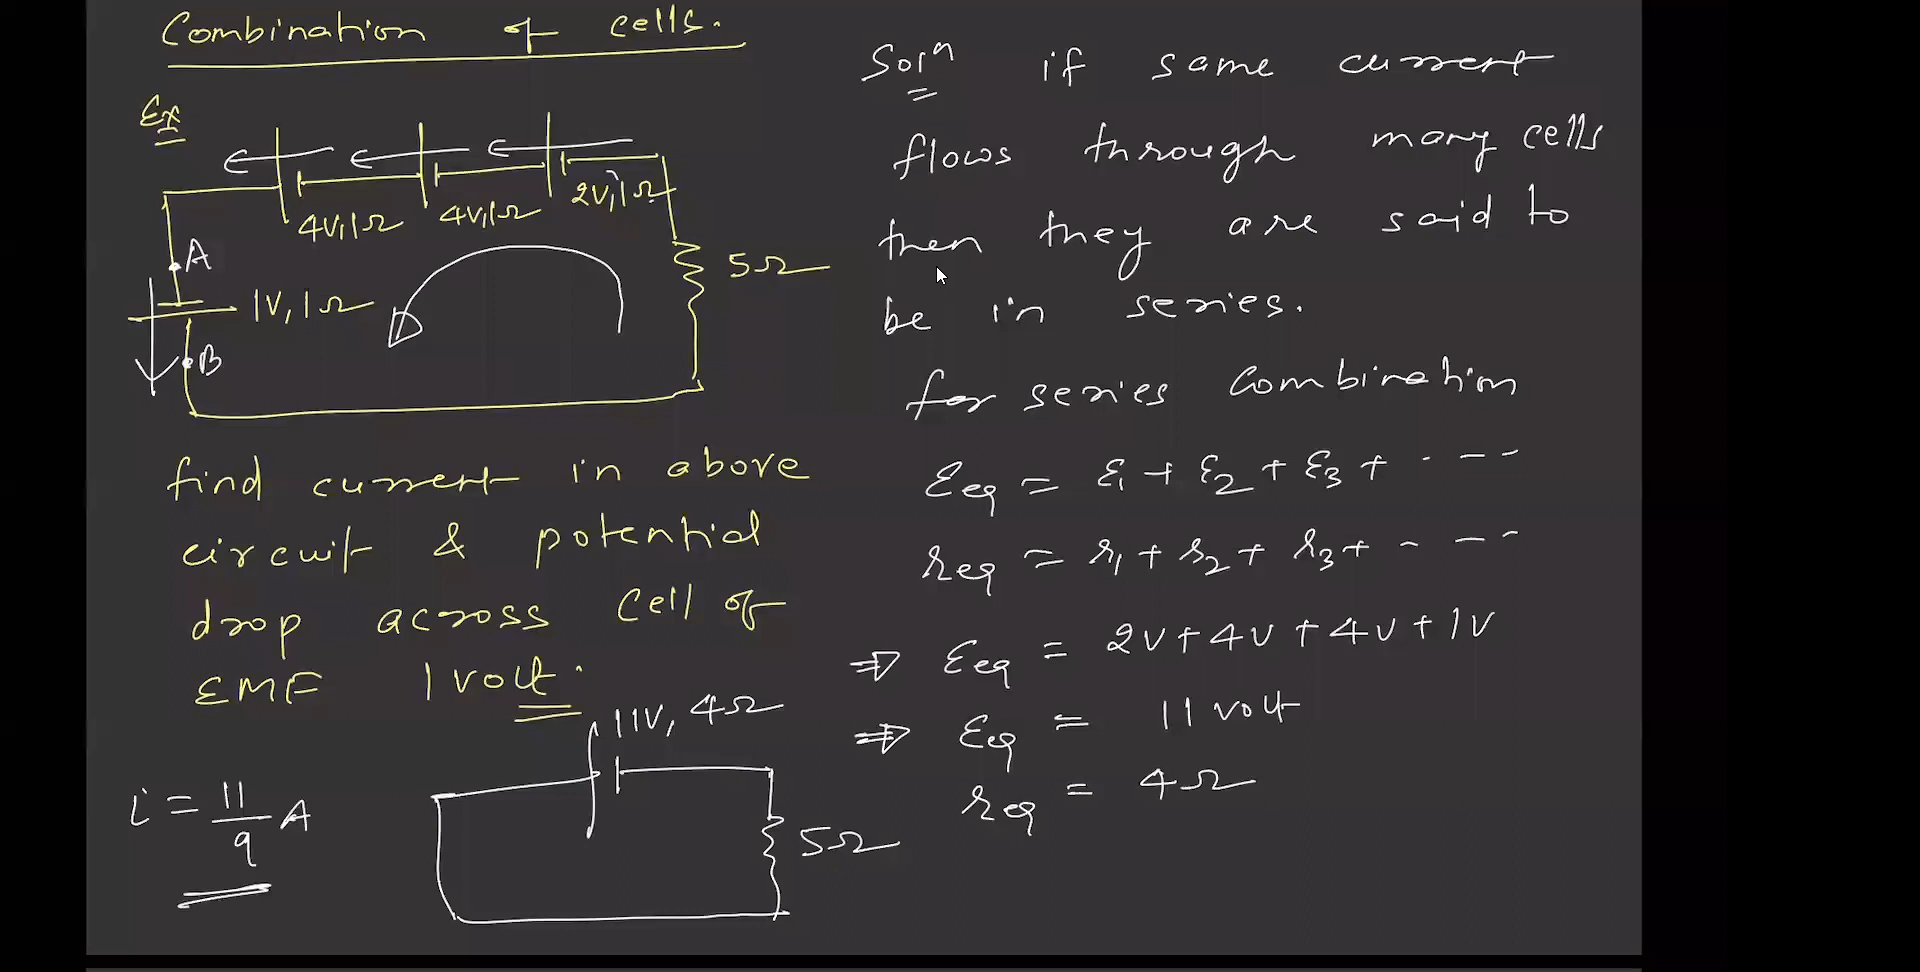 Combination of cells.
Ex
4V,1Ω 4V,1Ω 2V,1Ω
A
1V,1Ω
B
5Ω
find current in above
circuit & potential
drop across cell of
EMF 1 volt.
11V, 4Ω
5Ω
i = 11/9 A
Solⁿ if same current
flows through many cells
then they are said to
be in series.
for series combination
Eeq = ε1 + ε2 + ε3 + ---
req = r1 + r2 + r3 + ---
⇒ Eeq = 2V + 4V + 4V + 1V
⇒ Eeq = 11 volt
req = 4Ω